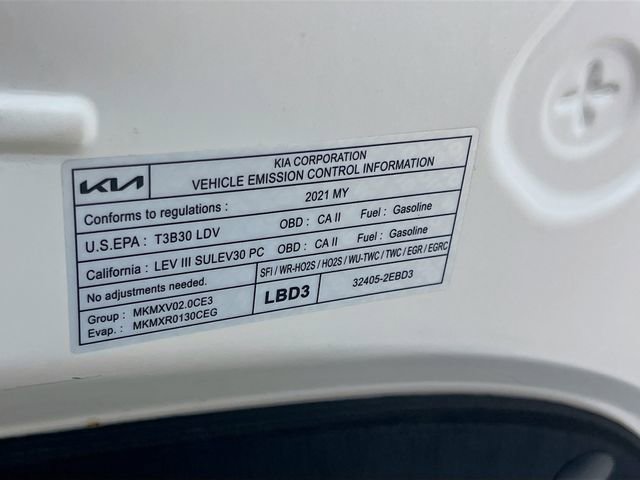 KIA
KIA CORPORATION
VEHICLE EMISSION CONTROL INFORMATION
Conforms to regulations : 2021 MY
U.S.EPA : T3B30 LDV OBD : CA II Fuel : Gasoline
California : LEV III SULEV30 PC OBD : CA II Fuel : Gasoline
No adjustments needed.
SFI / WR-HO2S / HO2S / WU-TWC / TWC / EGR / EGRC
Group : MKMXV02.0CE3
Evap. : MKMXR0130CEG
LBD3
32405-2EBD3